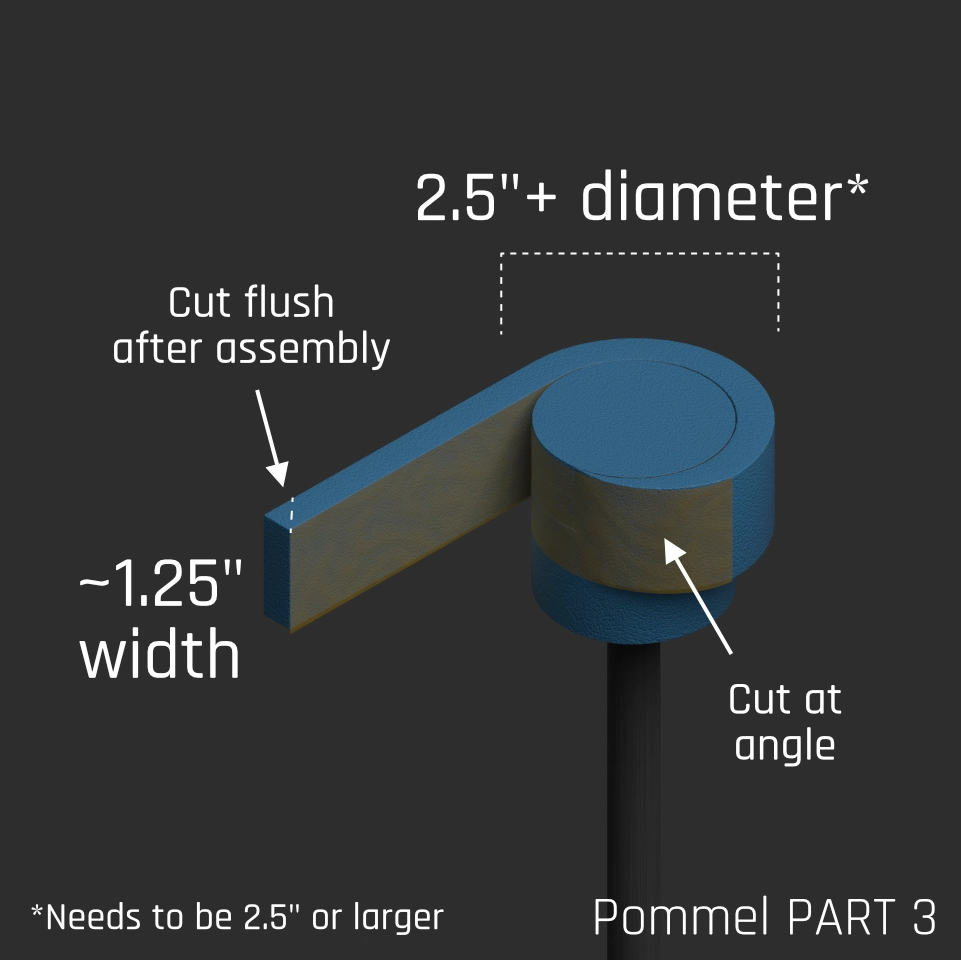 2.5"+ diameter*
Cut flush
after assembly
~1.25"
width
Cut at
angle
*Needs to be 2.5" or larger
Pommel PART 3